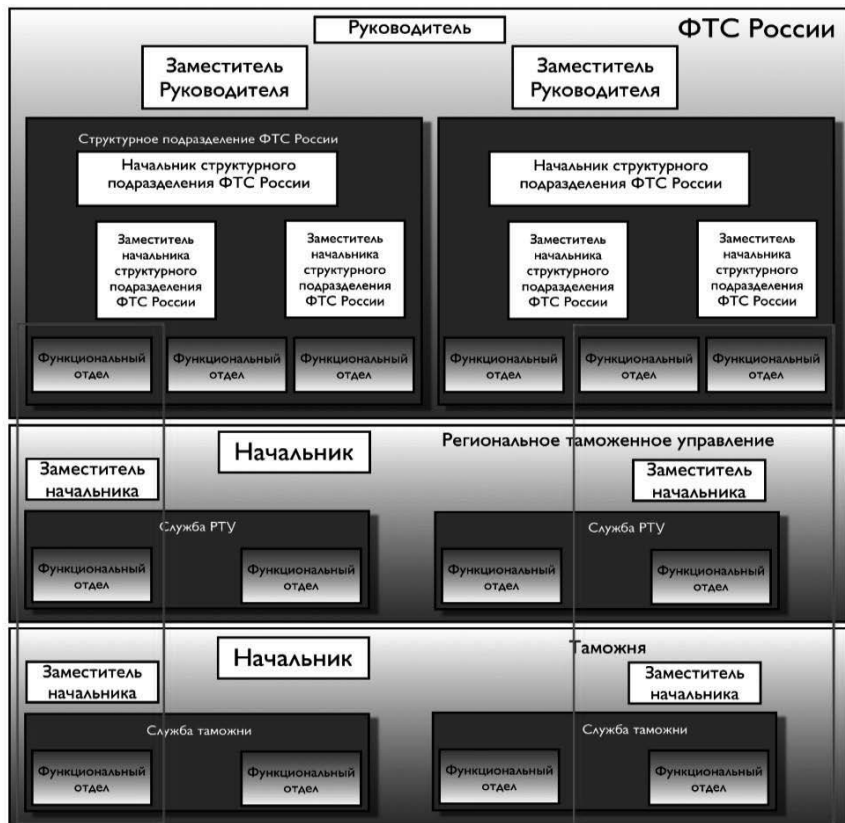 Руководитель
ФТС России
Заместитель
Руководителя
Заместитель
Руководителя
Структурное подразделение ФТС России
Начальник структурного
подразделения ФТС России
Начальник структурного
подразделения ФТС России
Заместитель
начальника
структурного
подразделения
ФТС России
Заместитель
начальника
структурного
подразделения
ФТС России
Заместитель
начальника
структурного
подразделения
ФТС России
Заместитель
начальника
структурного
подразделения
ФТС России
Функциональный
отдел
Функциональный
отдел
Функциональный
отдел
Функциональный
отдел
Функциональный
отдел
Функциональный
отдел
Начальник
Региональное таможенное управление
Заместитель
начальника
Заместитель
начальника
Служба РТУ
Служба РТУ
Функциональный
отдел
Функциональный
отдел
Функциональный
отдел
Функциональный
отдел
Начальник
Таможня
Заместитель
начальника
Заместитель
начальника
Служба таможни
Служба таможни
Функциональный
отдел
Функциональный
отдел
Функциональный
отдел
Функциональный
отдел